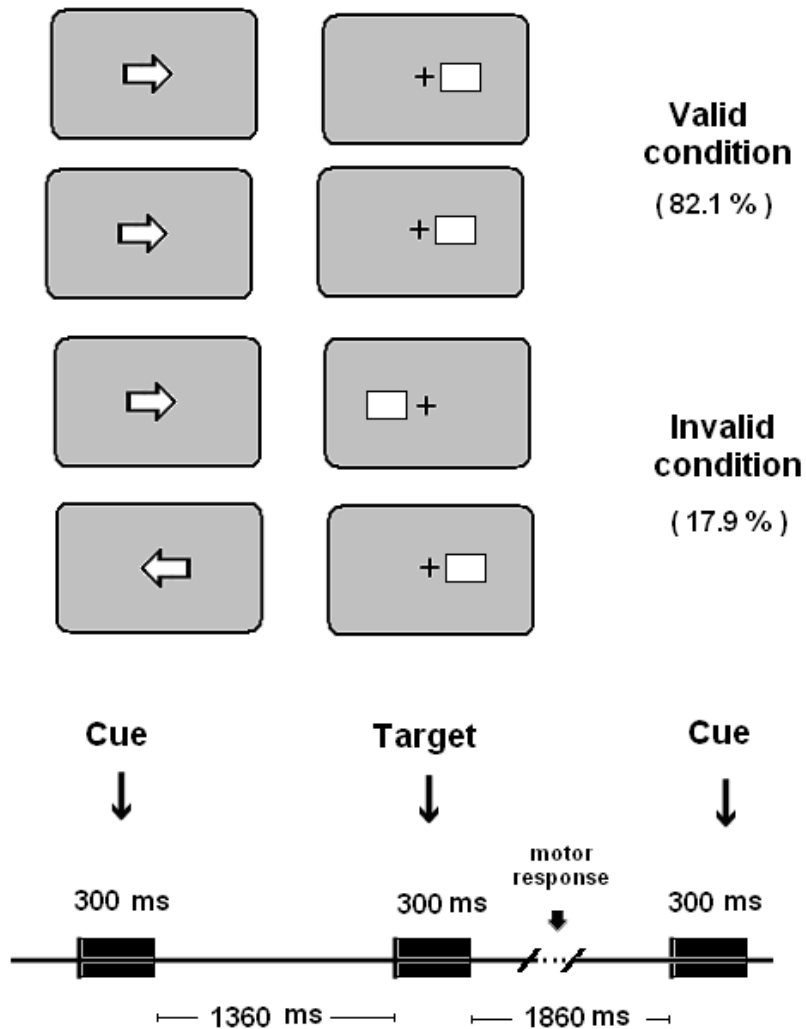 +
Valid
condition
( 82.1 % )
+
+
Invalid
condition
( 17.9 % )
+
Cue
Target
Cue
motor
response
300 ms
300 ms
300 ms
1360 ms
1860 ms